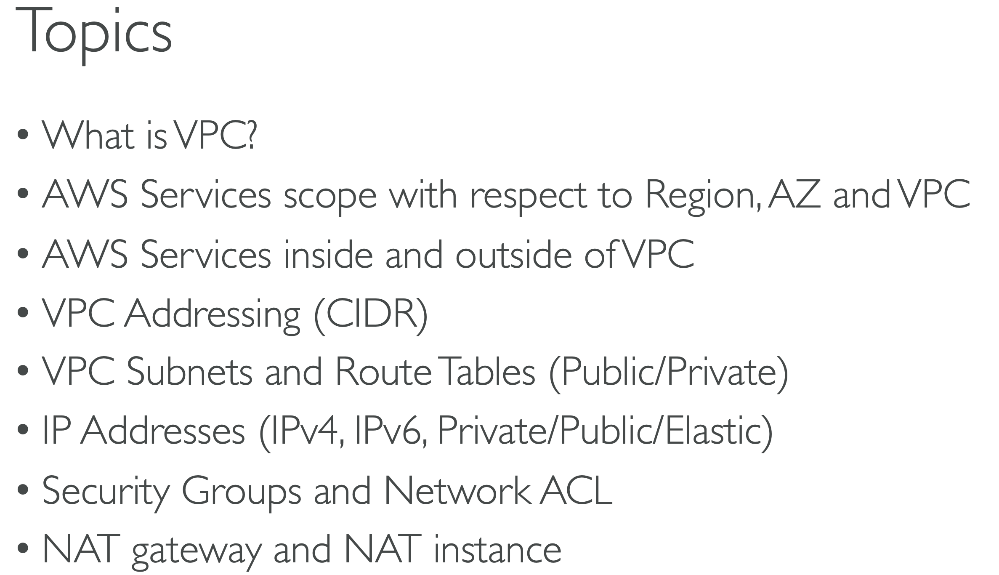 Topics
• What is VPC?
• AWS Services scope with respect to Region, AZ and VPC
• AWS Services inside and outside of VPC
• VPC Addressing (CIDR)
• VPC Subnets and Route Tables (Public/Private)
• IP Addresses (IPv4, IPv6, Private/Public/Elastic)
• Security Groups and Network ACL
• NAT gateway and NAT instance